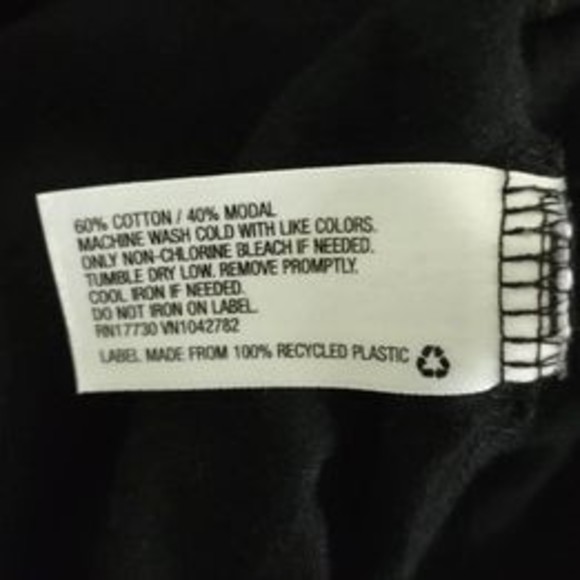 60% COTTON / 40% MODAL
MACHINE WASH COLD WITH LIKE COLORS.
ONLY NON-CHLORINE BLEACH IF NEEDED.
TUMBLE DRY LOW. REMOVE PROMPTLY.
COOL IRON IF NEEDED.
DO NOT IRON ON LABEL.
RN17730 VN1042782
LABEL MADE FROM 100% RECYCLED PLASTIC